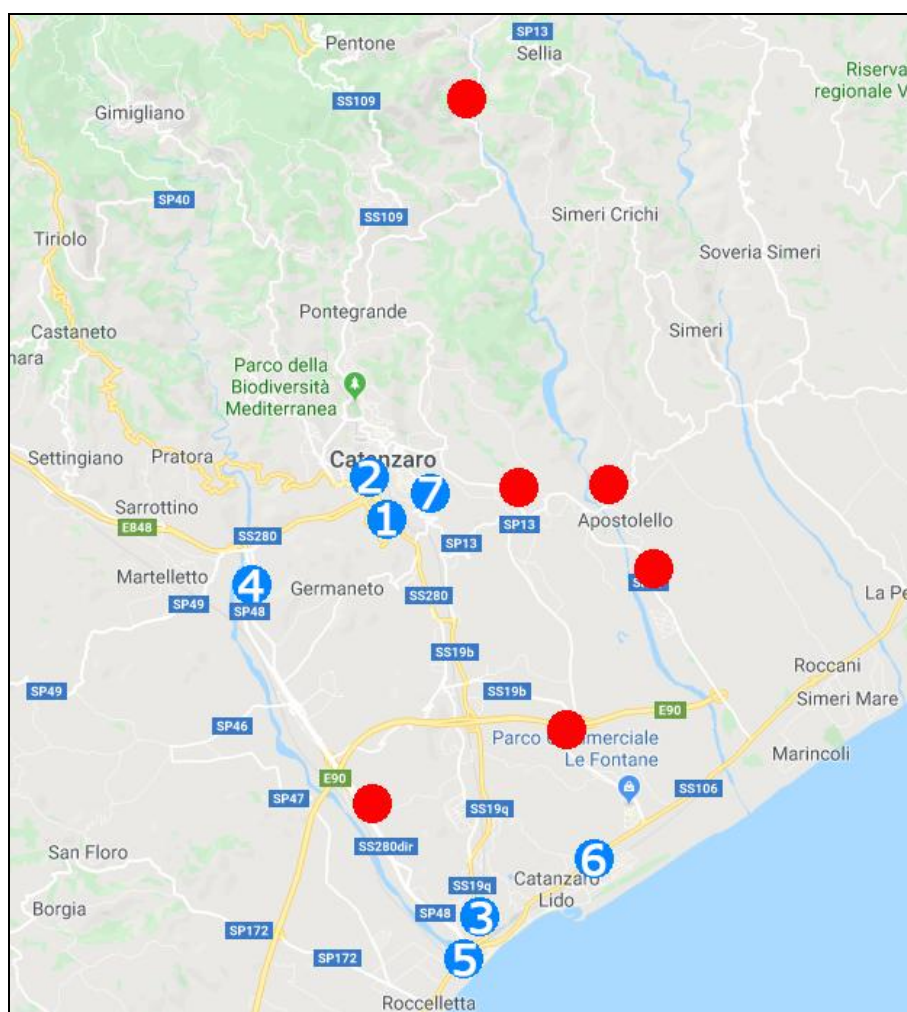 SP13
Pentone
Sellia
Riserva
regionale V
SS109
Gimigliano
SP40
SS109
Simeri Crichi
Tiriolo
Soveria Simeri
Pontegrande
Castaneto
Simeri
nara
Parco della
Biodiversità
Mediterranea
Settingiano
Pratora
Catanzaro
2
7
Sarrottino
1
SP13
Apostolello
E848
SS280
SP13
Martelletto
4
Germaneto
SS280
La Pe
SP49
SP48
SS19b
Roccani
SP49
SS19b
Simeri Mare
SP46
E90
Parco Commerciale
Le Fontane
Marincoli
E90
SP47
SS106
SS19q
SS280dir
San Floro
6
SS19q
Catanzaro
Lido
Borgia
SP48
3
SP172
SP172
5
Roccelletta